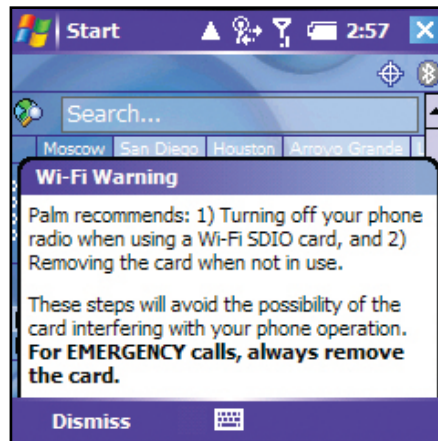 Start 2:57
Search...
Moscow San Diego Houston Arroyo Grande L
Wi-Fi Warning
Palm recommends: 1) Turning off your phone
radio when using a Wi-Fi SDIO card, and 2)
Removing the card when not in use.
These steps will avoid the possibility of the
card interfering with your phone operation.
For EMERGENCY calls, always remove
the card.
Dismiss